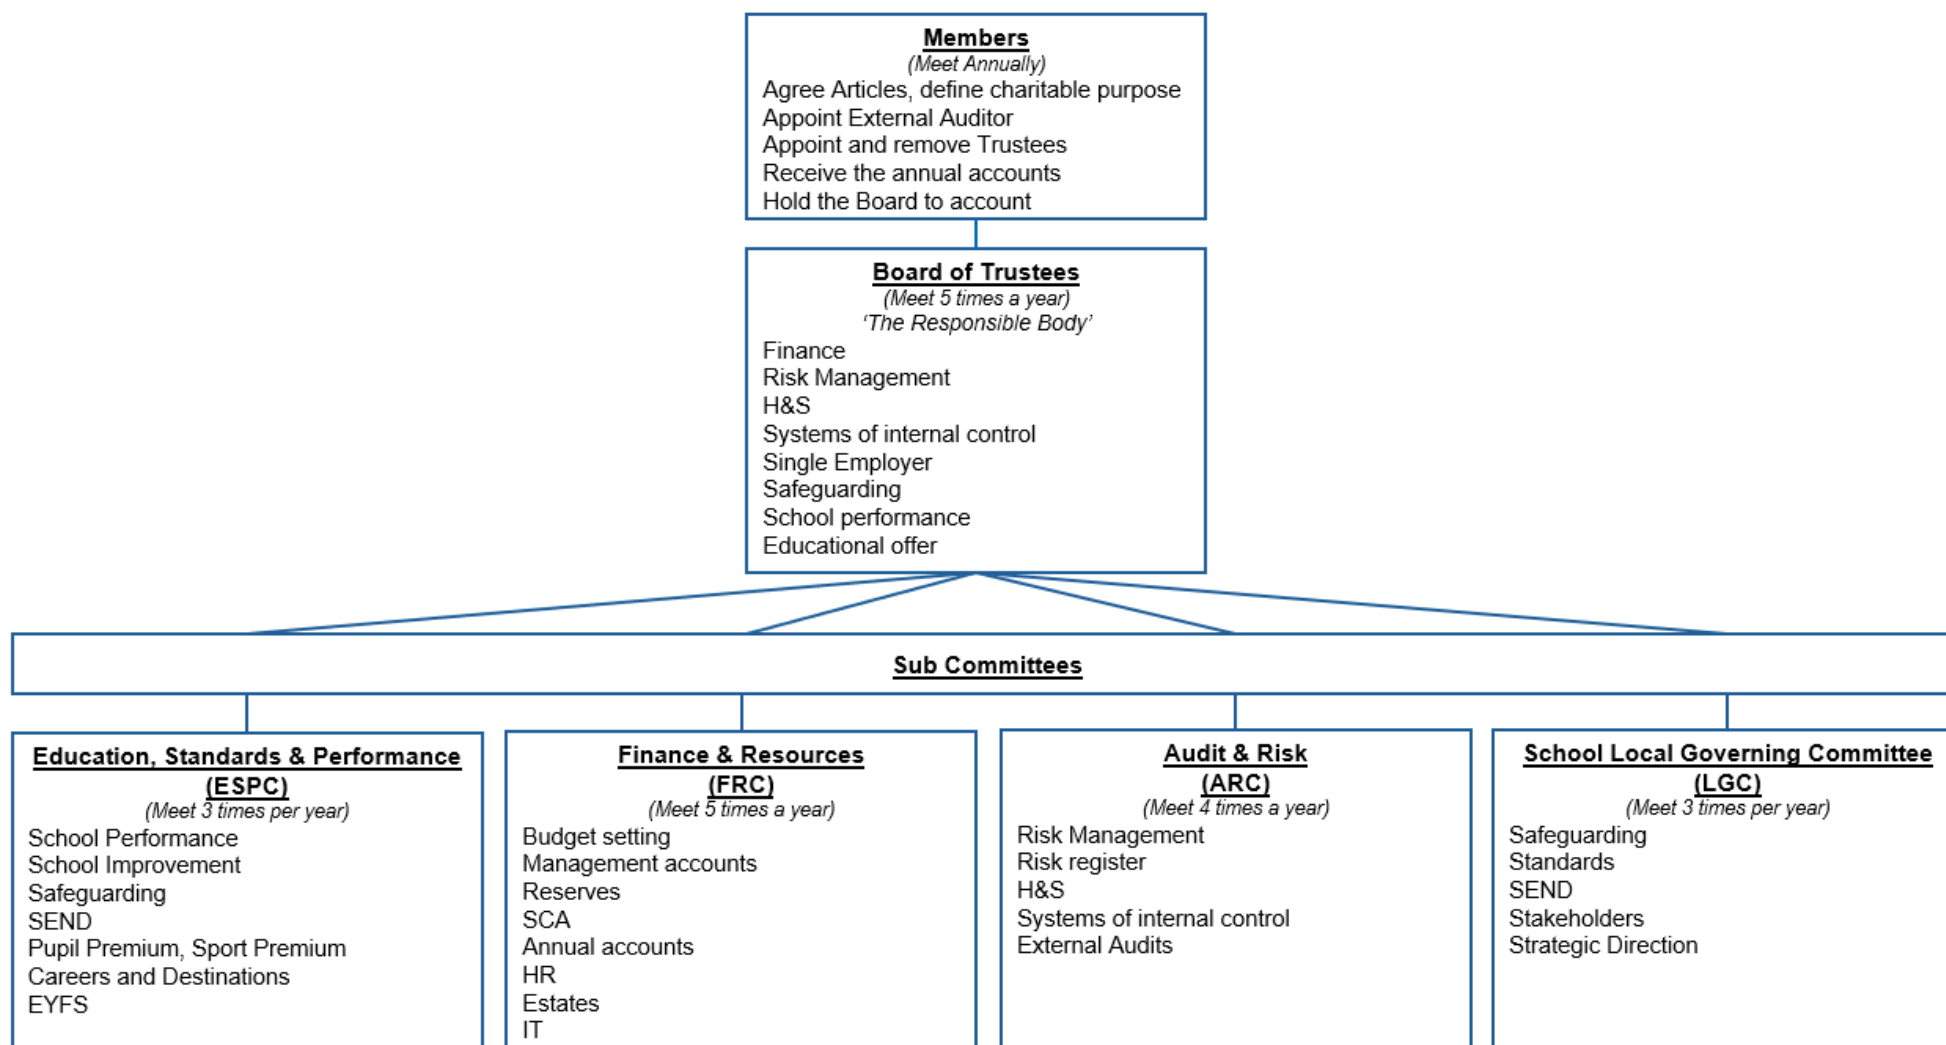 Members
(Meet Annually)
Agree Articles, define charitable purpose
Appoint External Auditor
Appoint and remove Trustees
Receive the annual accounts
Hold the Board to account
Board of Trustees
(Meet 5 times a year)
‘The Responsible Body’
Finance
Risk Management
H&S
Systems of internal control
Single Employer
Safeguarding
School performance
Educational offer
Sub Committees
Education, Standards & Performance
(ESPC)
(Meet 3 times per year)
School Performance
School Improvement
Safeguarding
SEND
Pupil Premium, Sport Premium
Careers and Destinations
EYFS
Finance & Resources
(FRC)
(Meet 5 times a year)
Budget setting
Management accounts
Reserves
SCA
Annual accounts
HR
Estates
IT
Audit & Risk
(ARC)
(Meet 4 times a year)
Risk Management
Risk register
H&S
Systems of internal control
External Audits
School Local Governing Committee
(LGC)
(Meet 3 times per year)
Safeguarding
Standards
SEND
Stakeholders
Strategic Direction